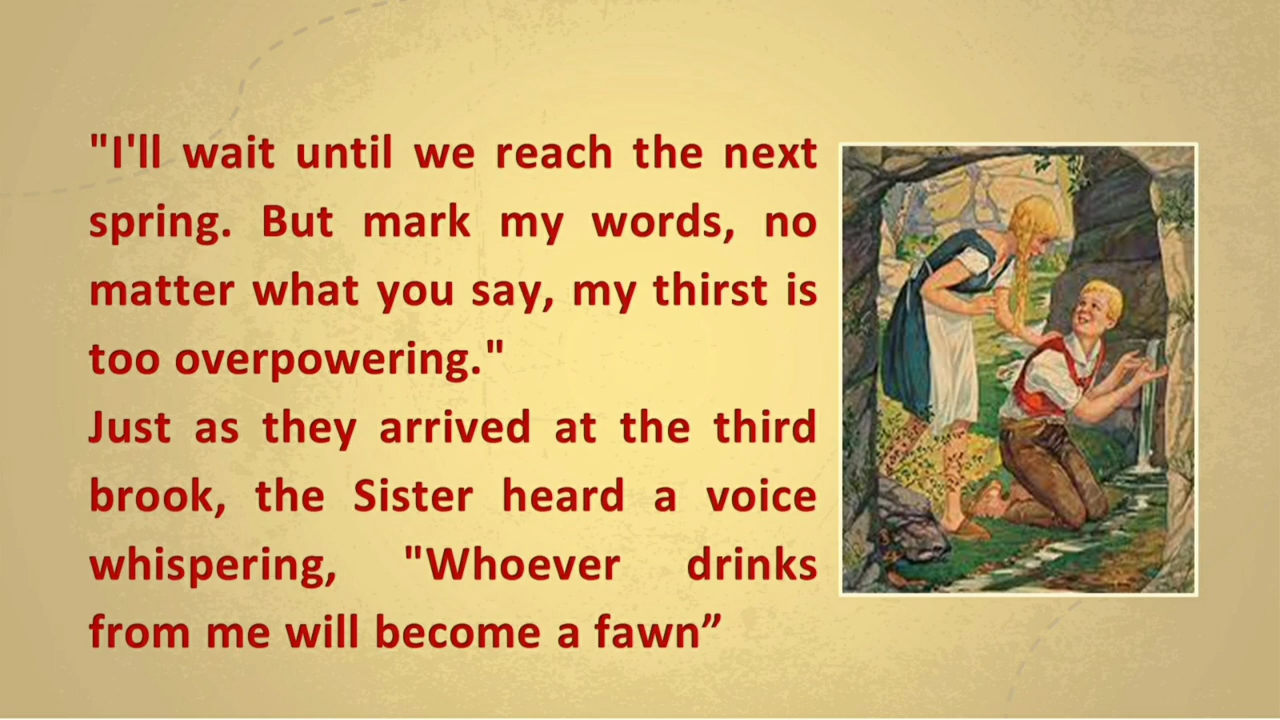 "I'll wait until we reach the next
spring. But mark my words, no
matter what you say, my thirst is
too overpowering."
Just as they arrived at the third
brook, the Sister heard a voice
whispering, "Whoever drinks
from me will become a fawn”